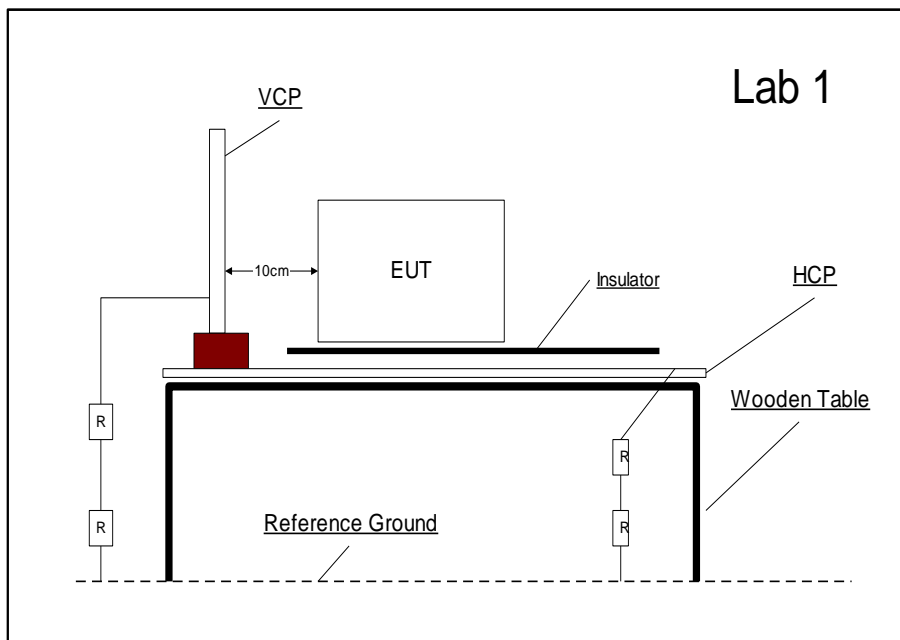 Lab 1
VCP
10cm
EUT
Insulator
HCP
Wooden Table
R
R
R
R
Reference Ground